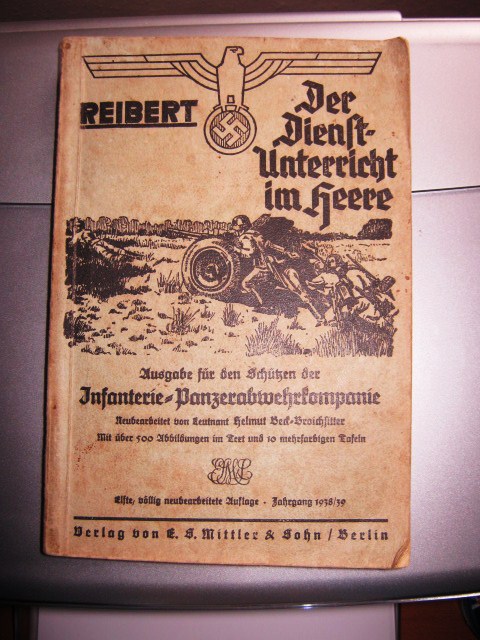 REIBERT
Der
Dienst-
Unterricht
im Heere
Ausgabe für den Schützen der
Infanterie-Panzerabwehrkompanie
Neubearbeitet von Leutnant Helmut Beck-Broichsitter
Mit über 500 Abbildungen im Text und 10 mehrfarbigen Tafeln
Elfte, völlig neubearbeitete Auflage · Jahrgang 1938/39
Verlag von E. S. Mittler & Sohn / Berlin